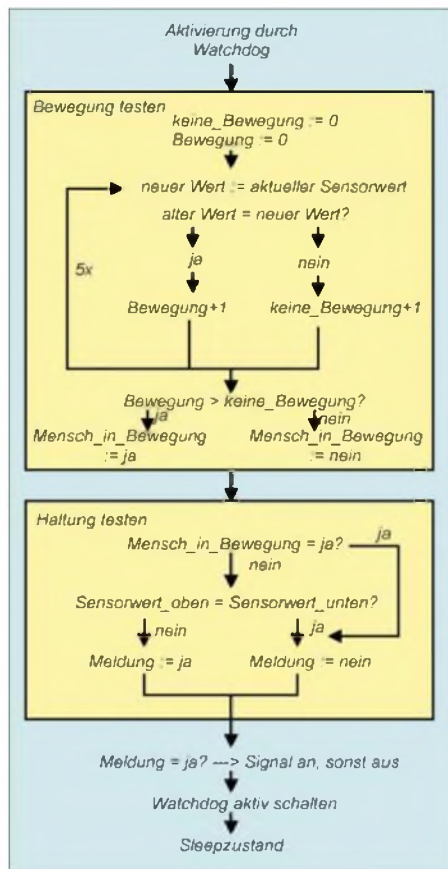 Aktivierung durch
Watchdog
Bewegung testen
keine_Bewegung := 0
Bewegung := 0
neuer Wert := aktueller Sensorwert
alter Wert = neuer Wert?
5x
ja
nein
Bewegung+1
keine_Bewegung+1
Bewegung > keine_Bewegung?
ja
nein
Mensch_in_Bewegung
:= ja
Mensch_in_Bewegung
:= nein
Haltung testen
Mensch_in_Bewegung = ja?
ja
nein
Sensorwert_oben = Sensorwert_unten?
nein
ja
Meldung := ja
Meldung := nein
Meldung = ja? ---> Signal an, sonst aus
Watchdog aktiv schalten
Sleepzustand